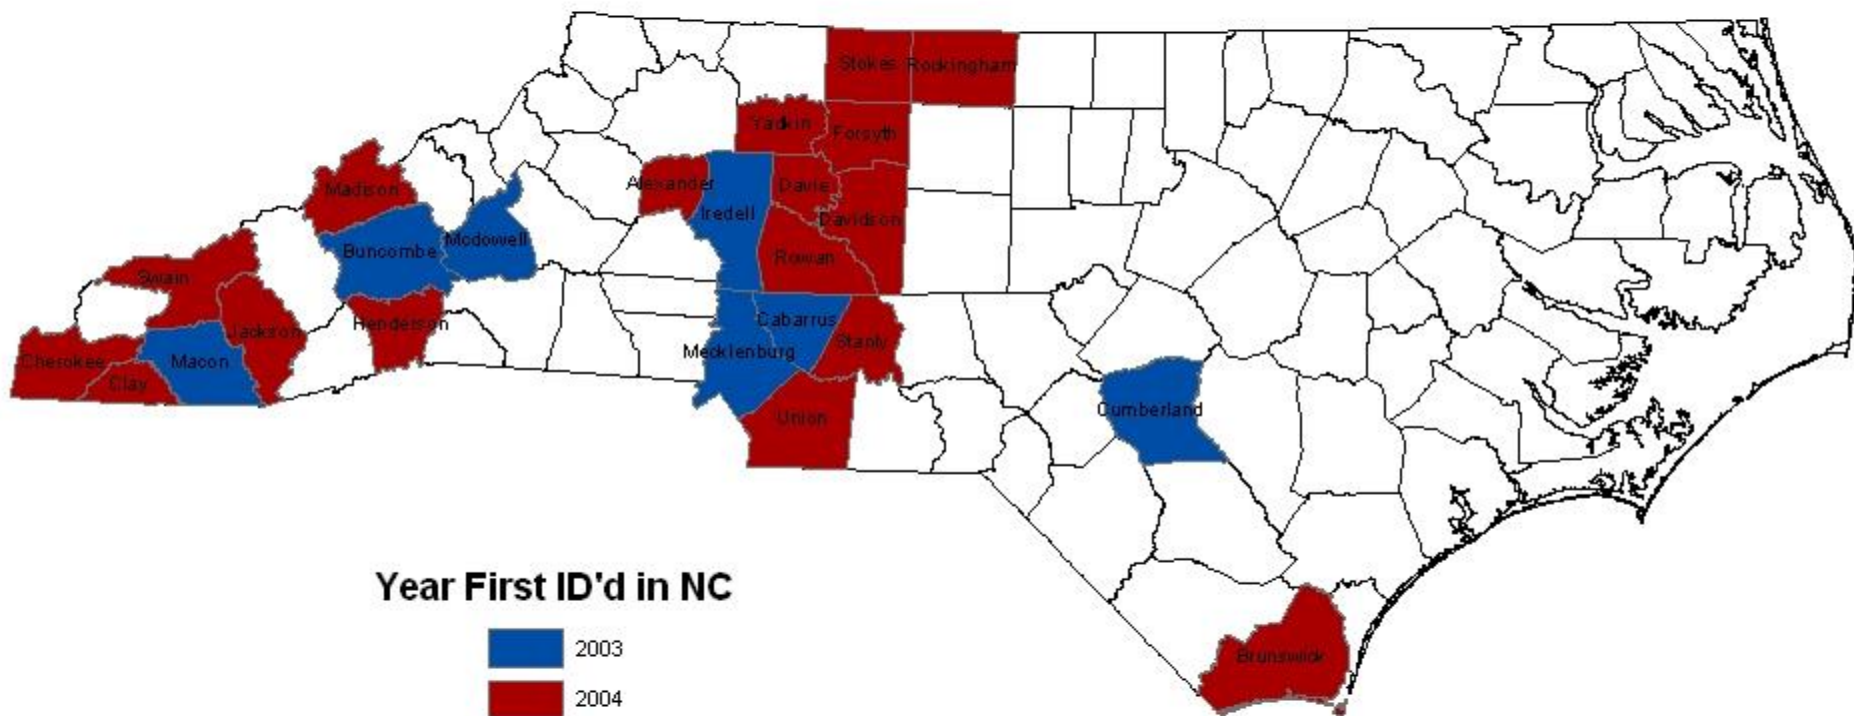 Stokes
Rockingham
Yadkin
Forsyth
Alexander
Davie
Madison
Iredell
Davidson
Mcdowell
Buncombe
Rowan
Swain
Cabarrus
Henderson
Jackson
Stanly
Mecklenburg
Cherokee
Macon
Clay
Cumberland
Union
Year First ID'd in NC
2003
Brunswick
2004